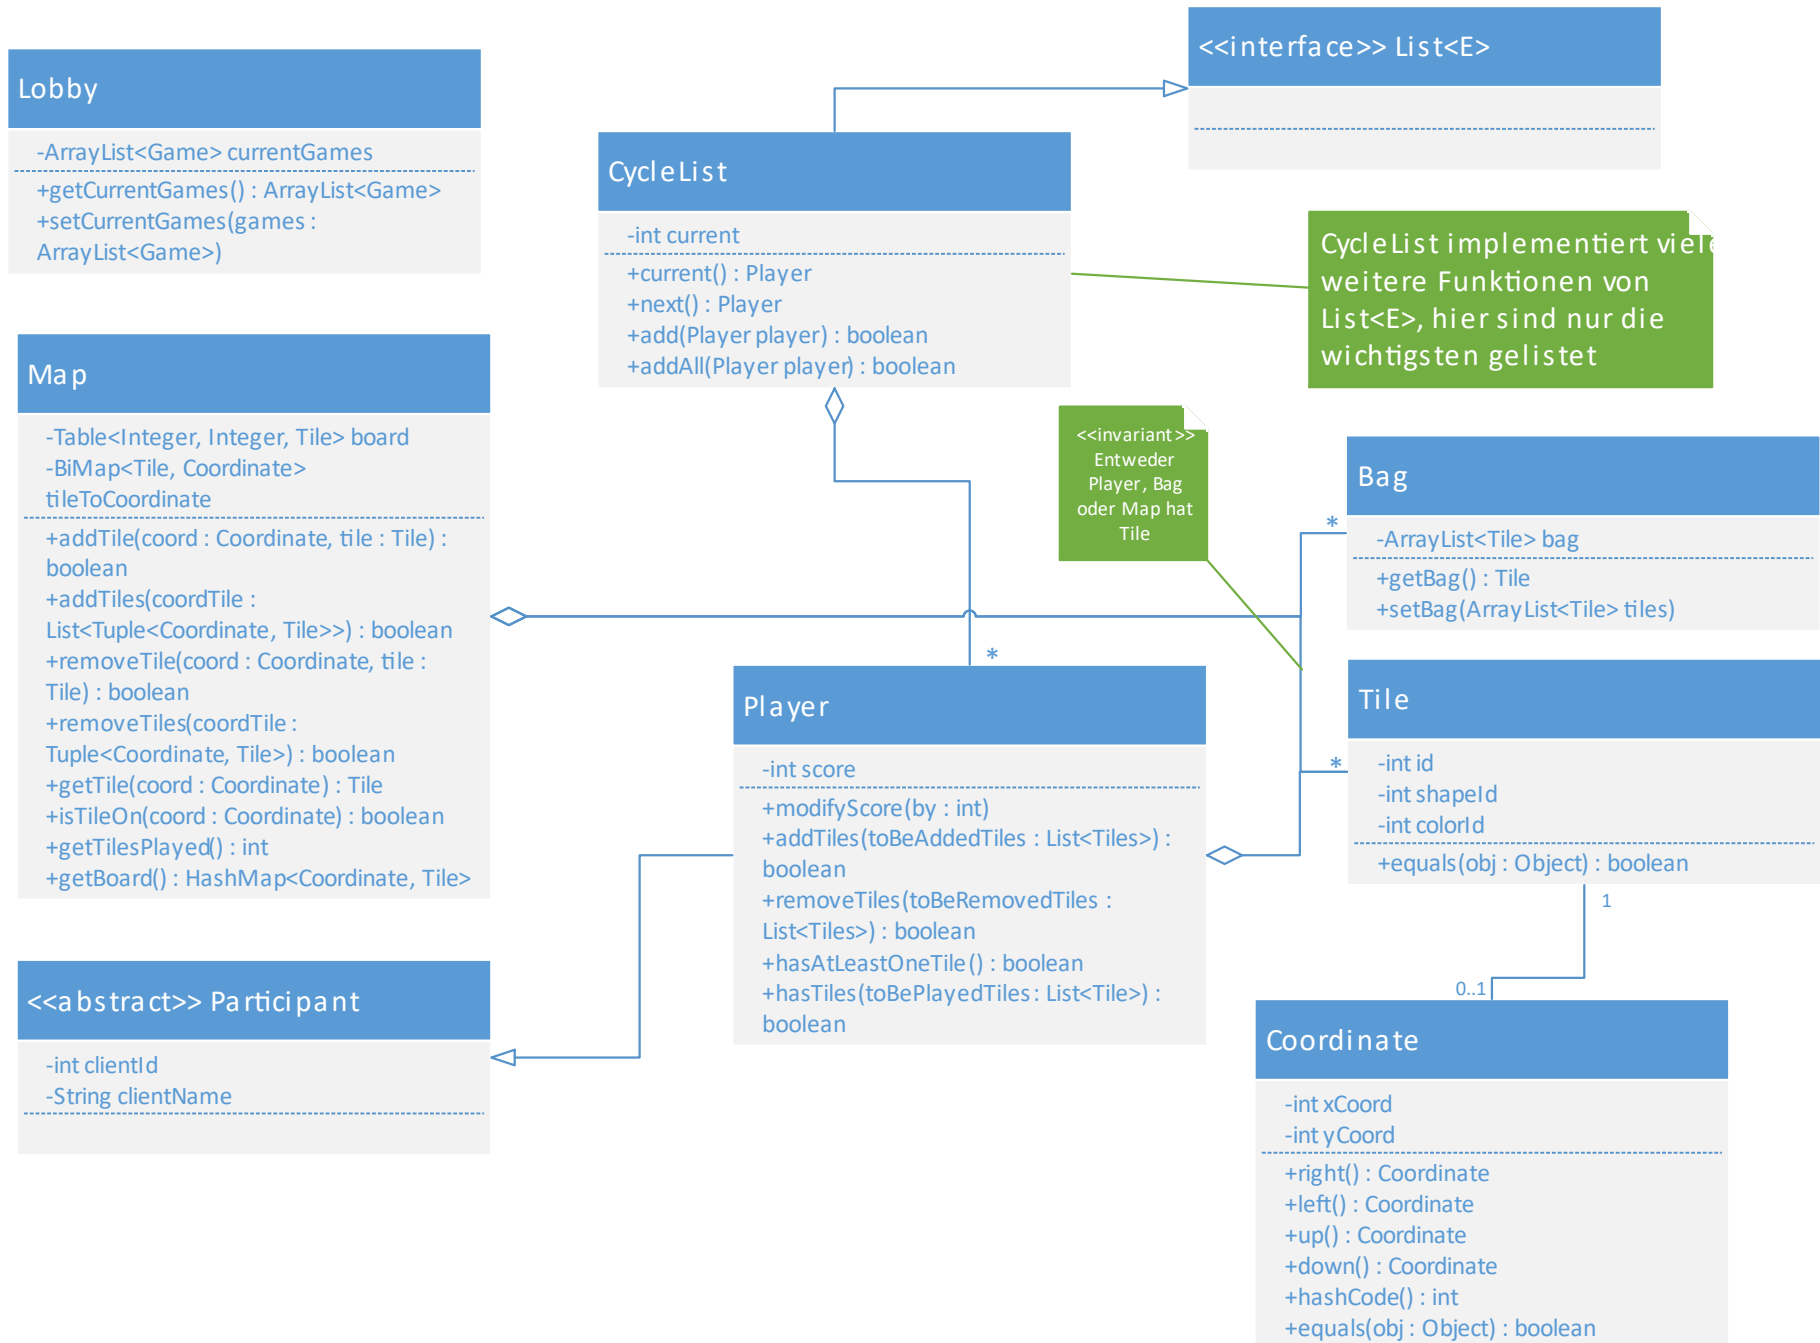 Lobby
-ArrayList<Game> currentGames
+getCurrentGames() : ArrayList<Game>
+setCurrentGames(games :
ArrayList<Game>)
Map
-Table<Integer, Integer, Tile> board
-BiMap<Tile, Coordinate>
tileToCoordinate
+addTile(coord : Coordinate, tile : Tile) :
boolean
+addTiles(coordTile :
List<Tuple<Coordinate, Tile>>) : boolean
+removeTile(coord : Coordinate, tile :
Tile) : boolean
+removeTiles(coordTile :
Tuple<Coordinate, Tile>) : boolean
+getTile(coord : Coordinate) : Tile
+isTileOn(coord : Coordinate) : boolean
+getTilesPlayed() : int
+getBoard() : HashMap<Coordinate, Tile>
<<abstract>> Participant
-int clientId
-String clientName
CycleList
-int current
+current() : Player
+next() : Player
+add(Player player) : boolean
+addAll(Player player) : boolean
<<interface>> List<E>
CycleList implementiert viele
weitere Funktionen von
List<E>, hier sind nur die
wichtigsten gelistet
<<invariant>>
Entweder
Player, Bag
oder Map hat
Tile
*
Player
-int score
+modifyScore(by : int)
+addTiles(toBeAddedTiles : List<Tiles>) :
boolean
+removeTiles(toBeRemovedTiles :
List<Tiles>) : boolean
+hasAtLeastOneTile() : boolean
+hasTiles(toBePlayedTiles : List<Tile>) :
boolean
*
Bag
-ArrayList<Tile> bag
+getBag() : Tile
+setBag(ArrayList<Tile> tiles)
*
Tile
-int id
-int shapeId
-int colorId
+equals(obj : Object) : boolean
1
0..1
Coordinate
-int xCoord
-int yCoord
+right() : Coordinate
+left() : Coordinate
+up() : Coordinate
+down() : Coordinate
+hashCode() : int
+equals(obj : Object) : boolean